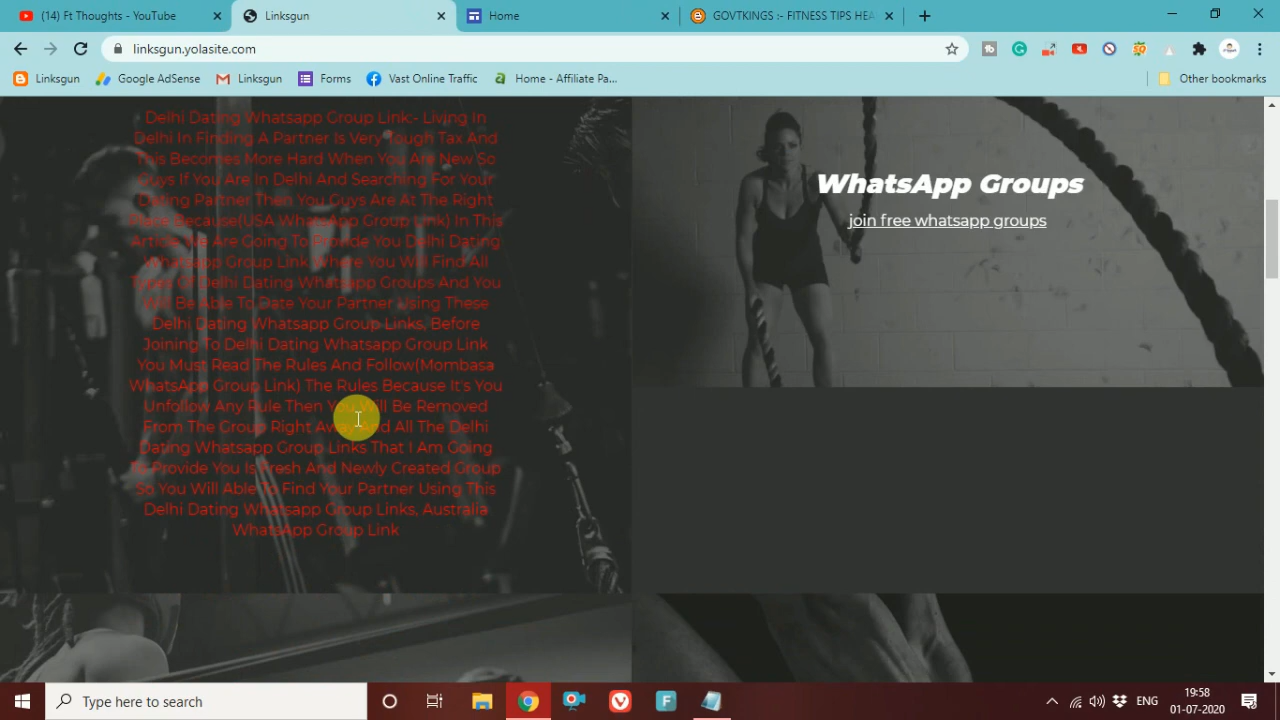 (14) Ft Thoughts - YouTube
Linksgun
Home
GOVTKINGS :- FITNESS TIPS HEA
linksgun.yolasite.com
Linksgun
Google AdSense
Linksgun
Forms
Vast Online Traffic
Home - Affiliate Pa...
Other bookmarks
Delhi Dating Whatsapp Group Link:- Living In
Delhi In Finding A Partner Is Very Tough Tax And
This Becomes More Hard When You Are New So
Guys If You Are In Delhi And Searching For Your
Dating Partner Then You Guys Are At The Right
Place Because(USA WhatsApp Group Link) In This
Article We Are Going To Provide You Delhi Dating
Whatsapp Group Link Where You Will Find All
Types Of Delhi Dating Whatsapp Groups And You
Will Be Able To Date Your Partner Using These
Delhi Dating Whatsapp Group Links, Before
Joining To Delhi Dating Whatsapp Group Link
You Must Read The Rules And Follow(Mombasa
WhatsApp Group Link) The Rules Because It's You
Unfollow Any Rule Then You Will Be Removed
From The Group Right Away And All The Delhi
Dating Whatsapp Group Links That I Am Going
To Provide You Is Fresh And Newly Created Group
So You Will Able To Find Your Partner Using This
Delhi Dating Whatsapp Group Links, Australia
WhatsApp Group Link
WhatsApp Groups
join free whatsapp groups
Type here to search
ENG
19:58
01-07-2020